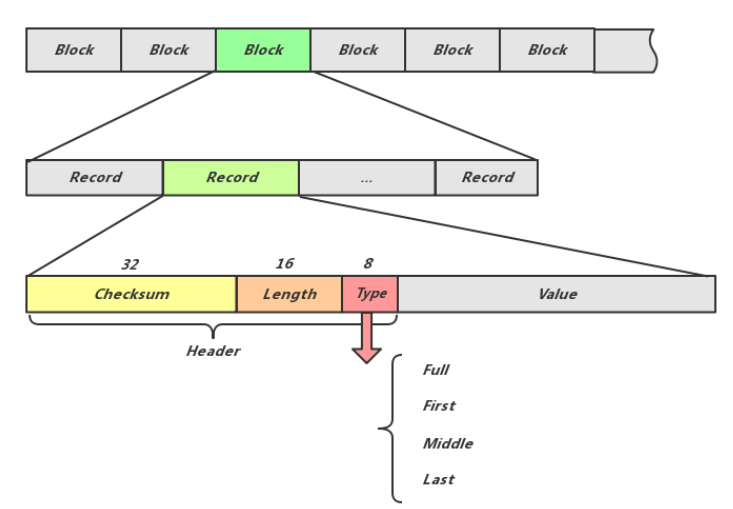 Block Block Block Block Block Block
Record Record ... Record
32 16 8
Checksum Length Type Value
Header
Full
First
Middle
Last